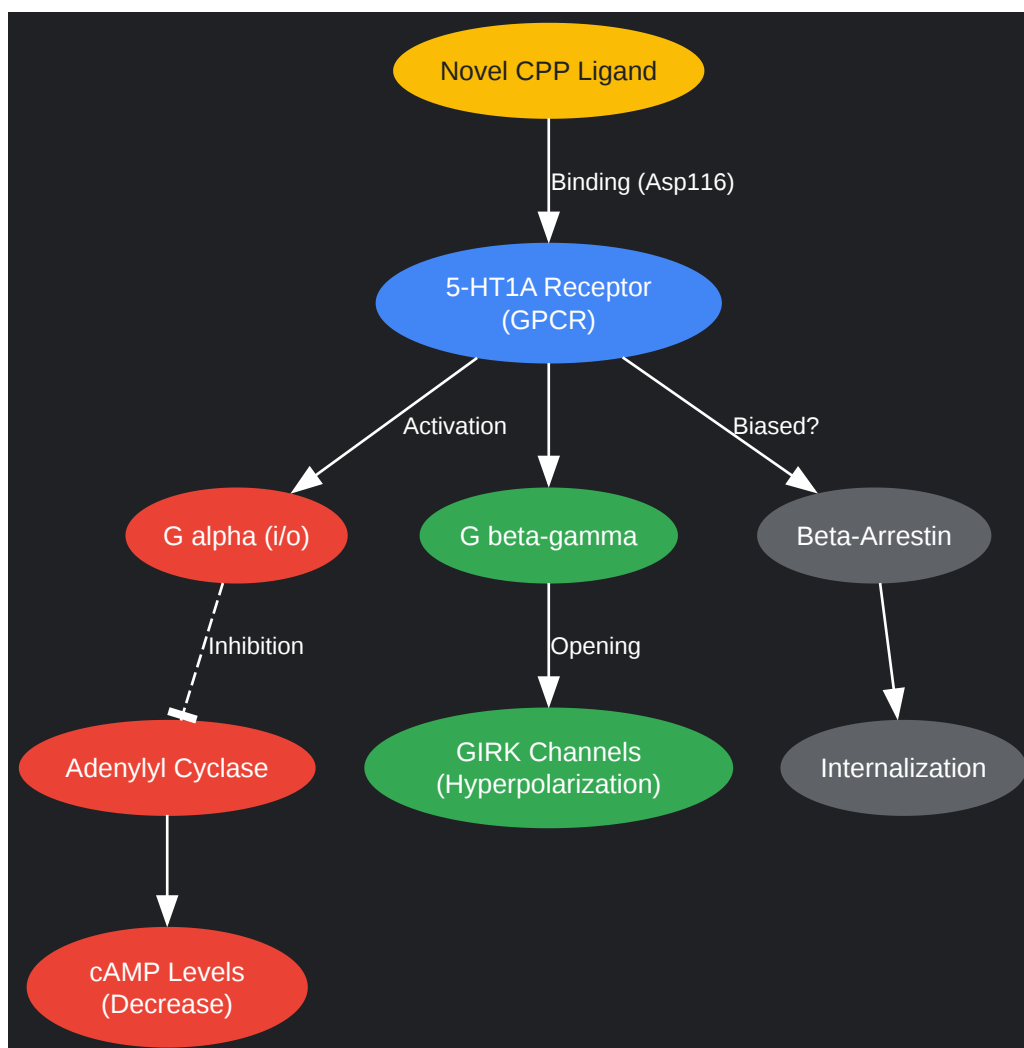 Novel CPP Ligand
Binding (Asp116)
5-HT1A Receptor
(GPCR)
Activation
Biased?
G alpha (i/o)
G beta-gamma
Beta-Arrestin
Inhibition
Opening
Adenylyl Cyclase
GIRK Channels
(Hyperpolarization)
Internalization
cAMP Levels
(Decrease)